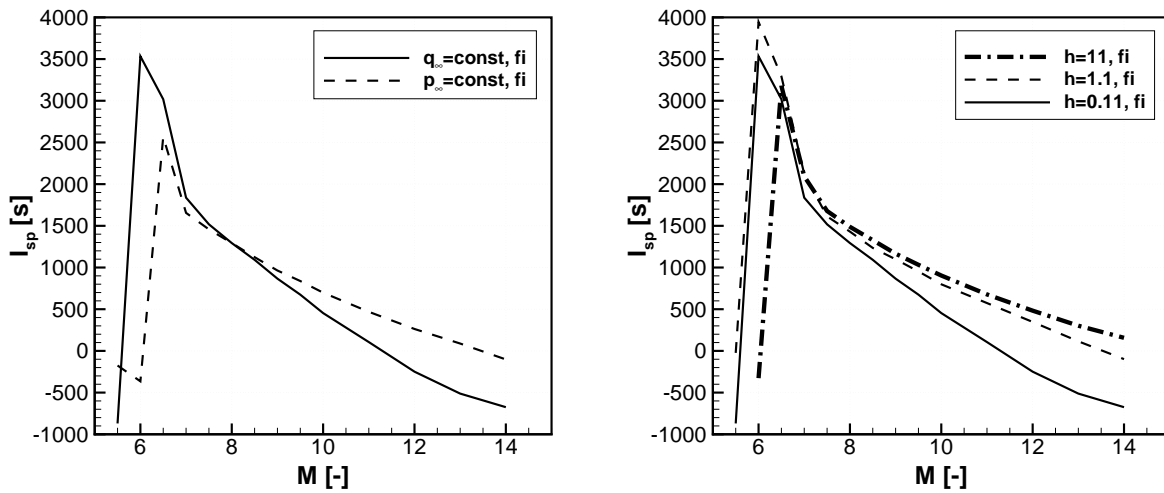 4000
3500
3000
2500
2000
1500
1000
500
0
-500
-1000
I_sp [s]
6 8 10 12 14
M [-]
q_∞=const, fi
p_∞=const, fi
4000
3500
3000
2500
2000
1500
1000
500
0
-500
-1000
I_sp [s]
6 8 10 12 14
M [-]
h=11, fi
h=1.1, fi
h=0.11, fi